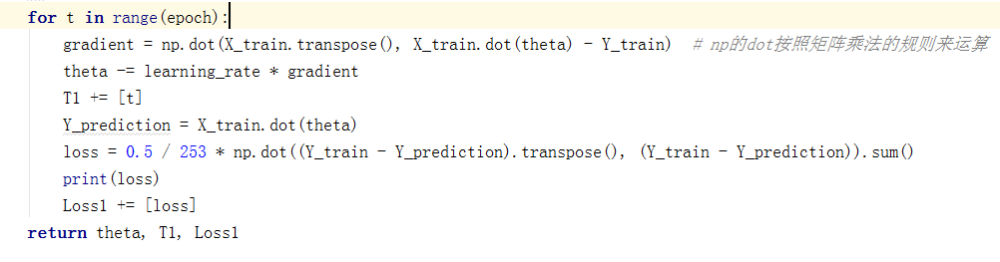 for t in range(epoch):
gradient = np.dot(X_train.transpose(), X_train.dot(theta) - Y_train)  # np的dot按照矩阵乘法的规则来运算
theta -= learning_rate * gradient
T1 += [t]
Y_prediction = X_train.dot(theta)
loss = 0.5 / 253 * np.dot((Y_train - Y_prediction).transpose(), (Y_train - Y_prediction)).sum()
print(loss)
Loss1 += [loss]
return theta, T1, Loss1